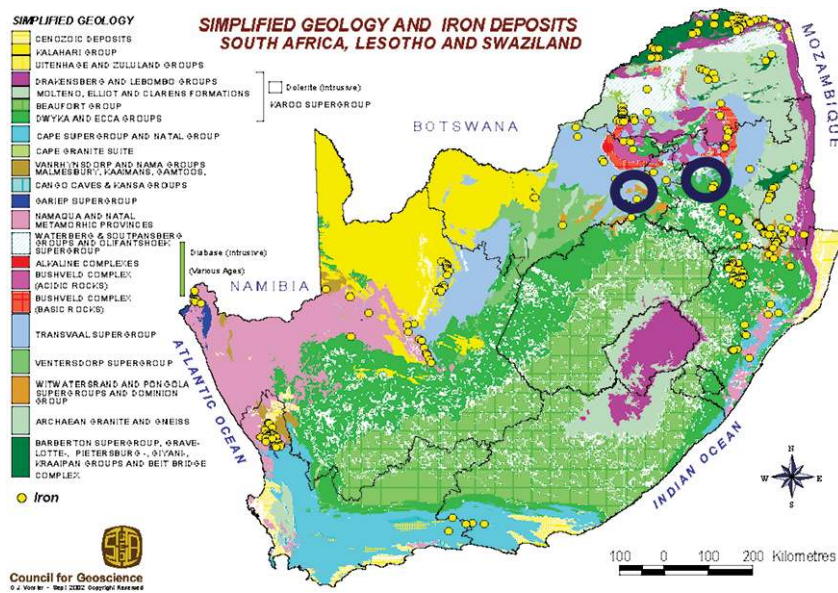 SIMPLIFIED GEOLOGY
SIMPLIFIED GEOLOGY AND IRON DEPOSITS
SOUTH AFRICA, LESOTHO AND SWAZILAND
CENOZOIC DEPOSITS
KALAHARI GROUP
UITENHAGE AND ZULULAND GROUPS
DRAKENSBERG AND LEBOMBO GROUPS
MOLTENO, ELLIOT AND CLARENS FORMATIONS
BEAUFORT GROUP
DWYKA AND ECCA GROUPS
Dolerite (Intrusive)
KAROO SUPERGROUP
CAPE SUPERGROUP AND NATAL GROUP
CAPE GRANITE SUITE
VANRHYNSDORP AND NAMA GROUPS
MALMESBURY, KAAIMANS, GAMTOOS,
CANGO CAVES & KANSA GROUPS
GARIEP SUPERGROUP
NAMAQUA AND NATAL
METAMORPHIC PROVINCES
WATERBERG & SOUTPANSBERG
GROUPS AND OLIFANTSHOEK
SUPERGROUP
ALKALINE COMPLEXES
BUSHVELD COMPLEX
(ACIDIC ROCKS)
BUSHVELD COMPLEX
(BASIC ROCKS)
TRANSVAAL SUPERGROUP
VENTERSDORP SUPERGROUP
WITWATERSRAND AND PONGOLA
SUPERGROUPS AND DOMINION
GROUP
ARCHAEAN GRANITE AND GNEISS
BARBERTON SUPERGROUP, GRAVE-
LOTTE-, PIETERSBURG-, GIYANI-,
KRAAIPAN GROUPS AND BEIT BRIDGE
COMPLEX
Iron
Diabase (Intrusive)
(Various Ages)
BOTSWANA
MOZAMBIQUE
NAMIBIA
ATLANTIC OCEAN
INDIAN OCEAN
N
W
E
S
100 0 100 200 Kilometres
Council for Geoscience
2002 Copyright Reserved